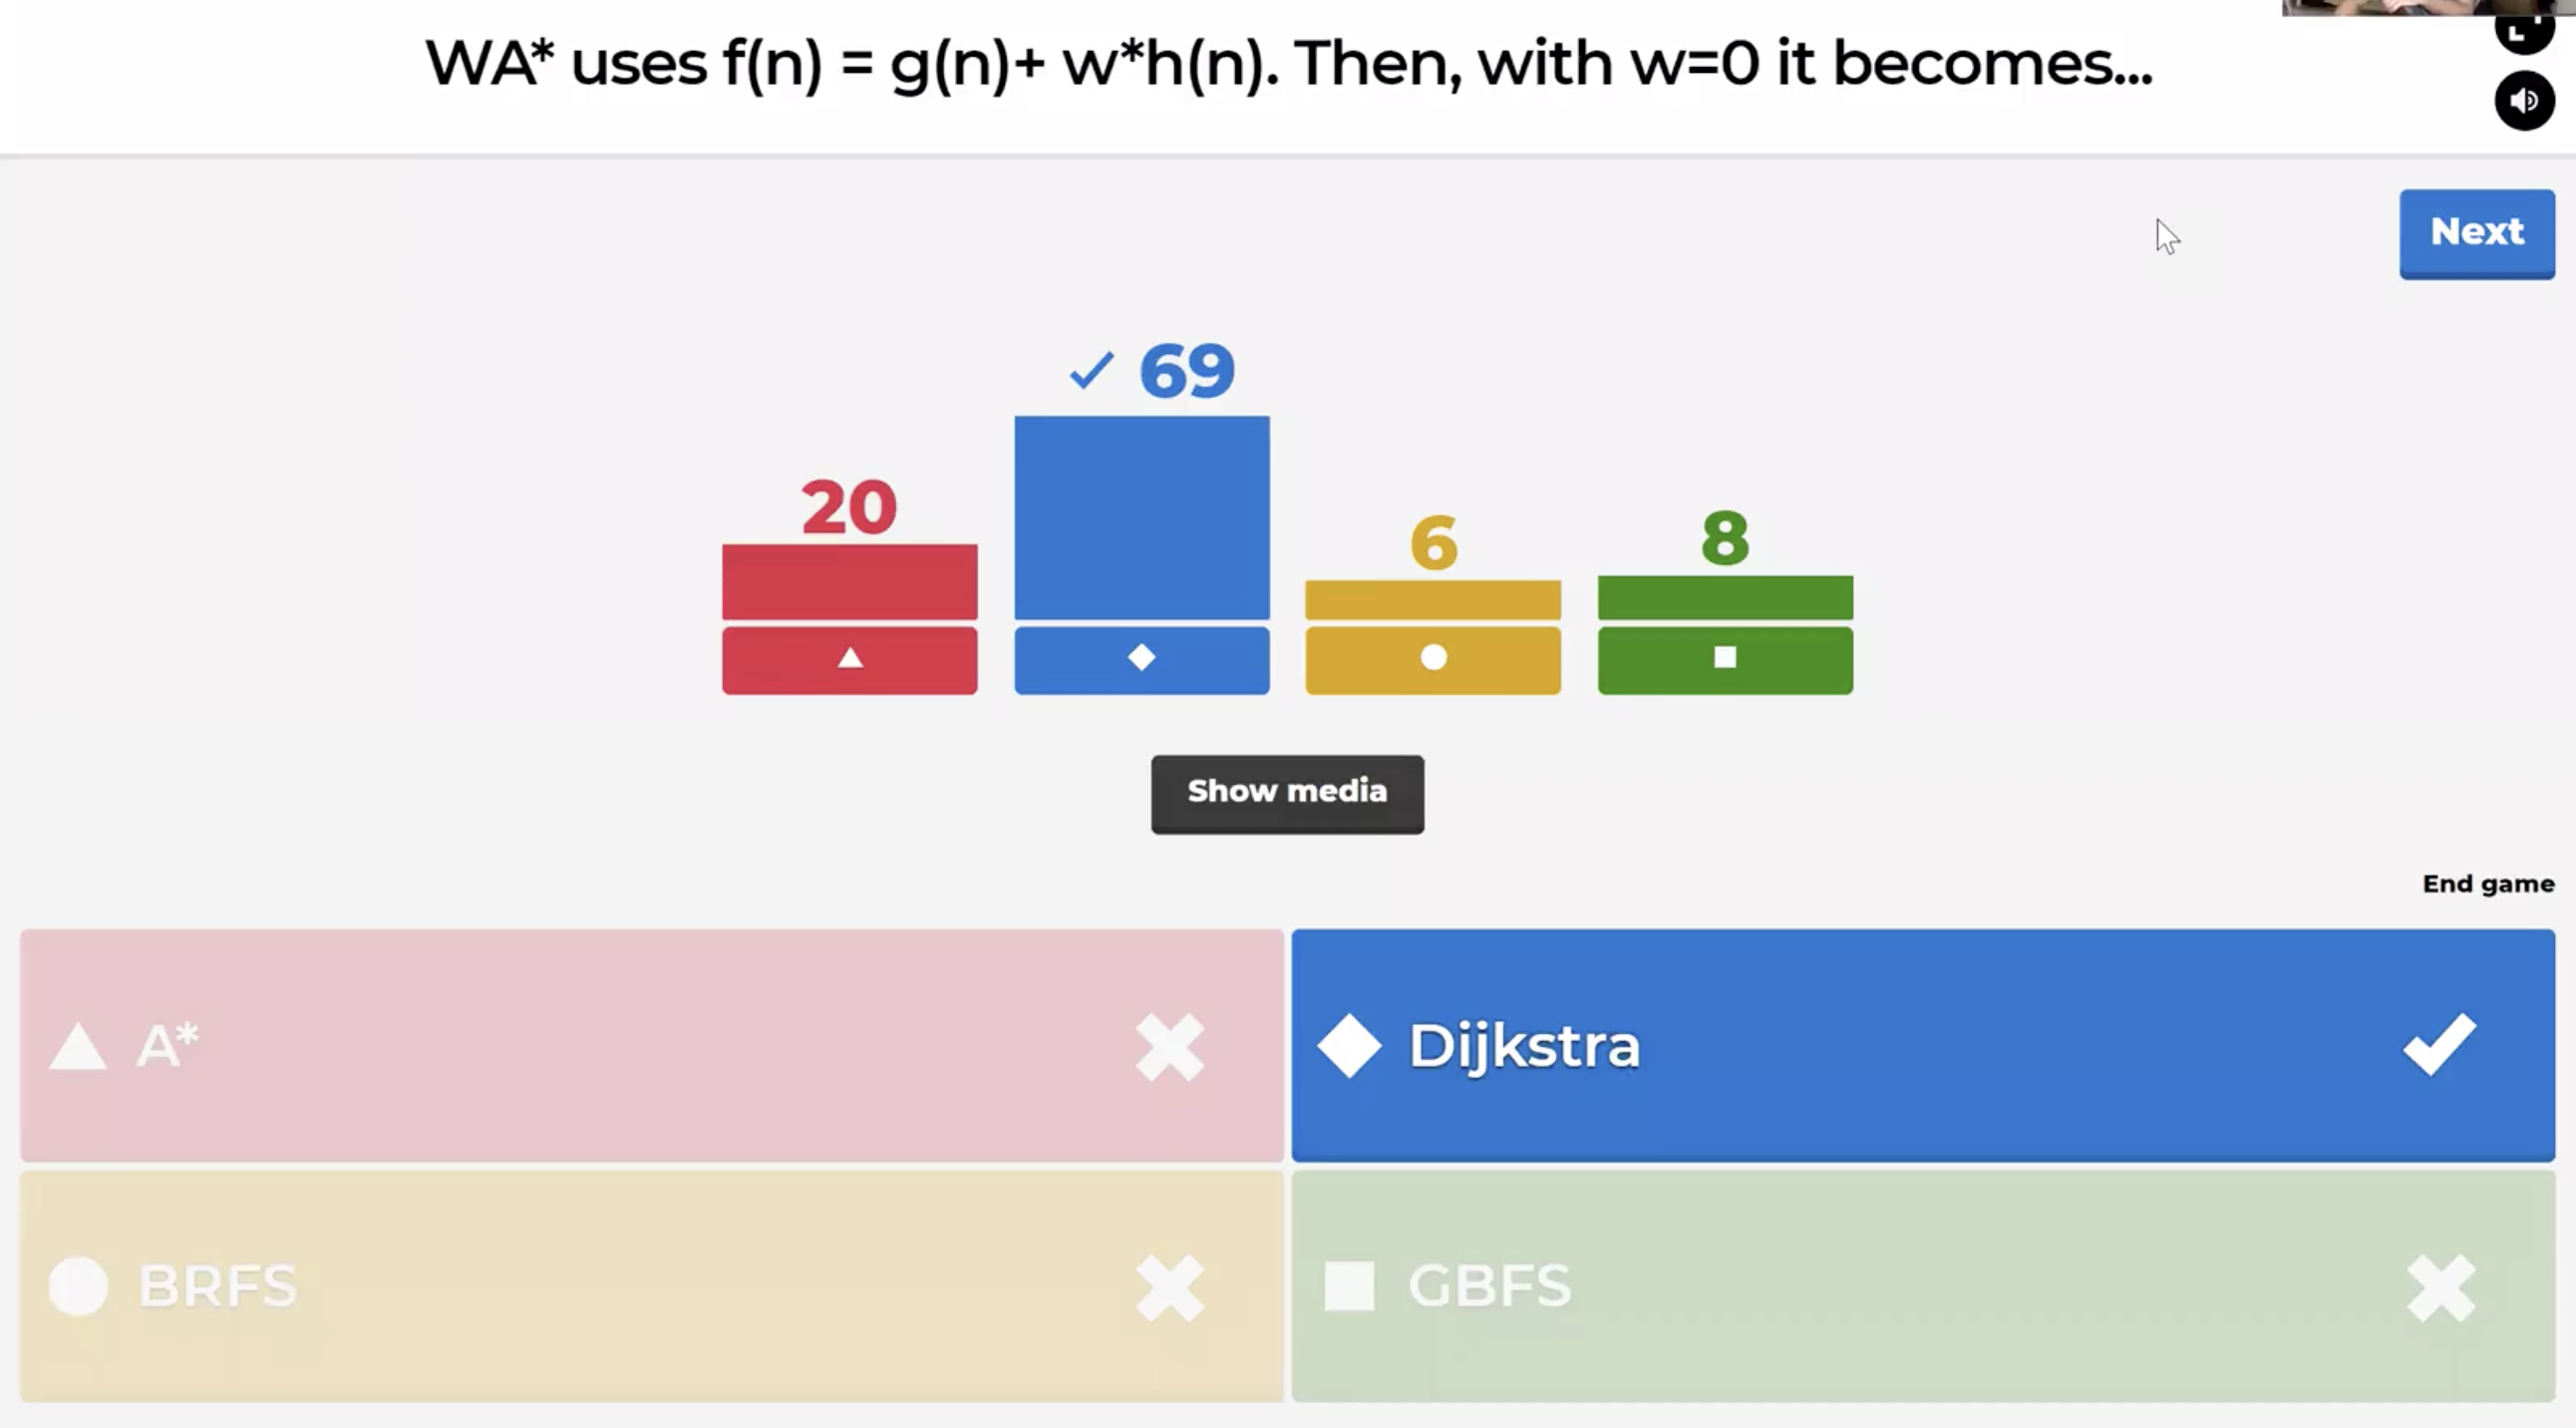 WA* uses f(n) = g(n)+ w*h(n). Then, with w=0 it becomes...
Next
69
20
6
8
Show media
End game
A*
Dijkstra
BRFS
GBFS